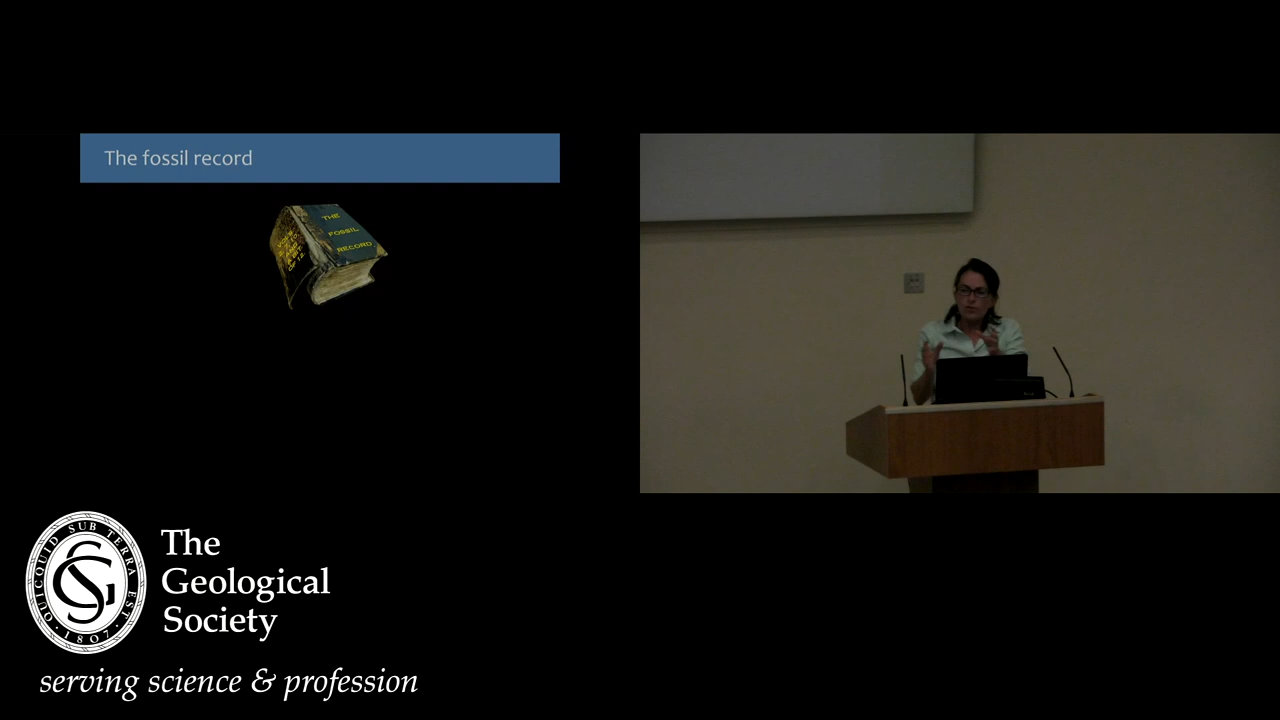 The fossil record
THE
FOSSIL
RECORD
The
Geological
Society
QUICQUID SUB TERRA EST
· 1807 ·
serving science & profession